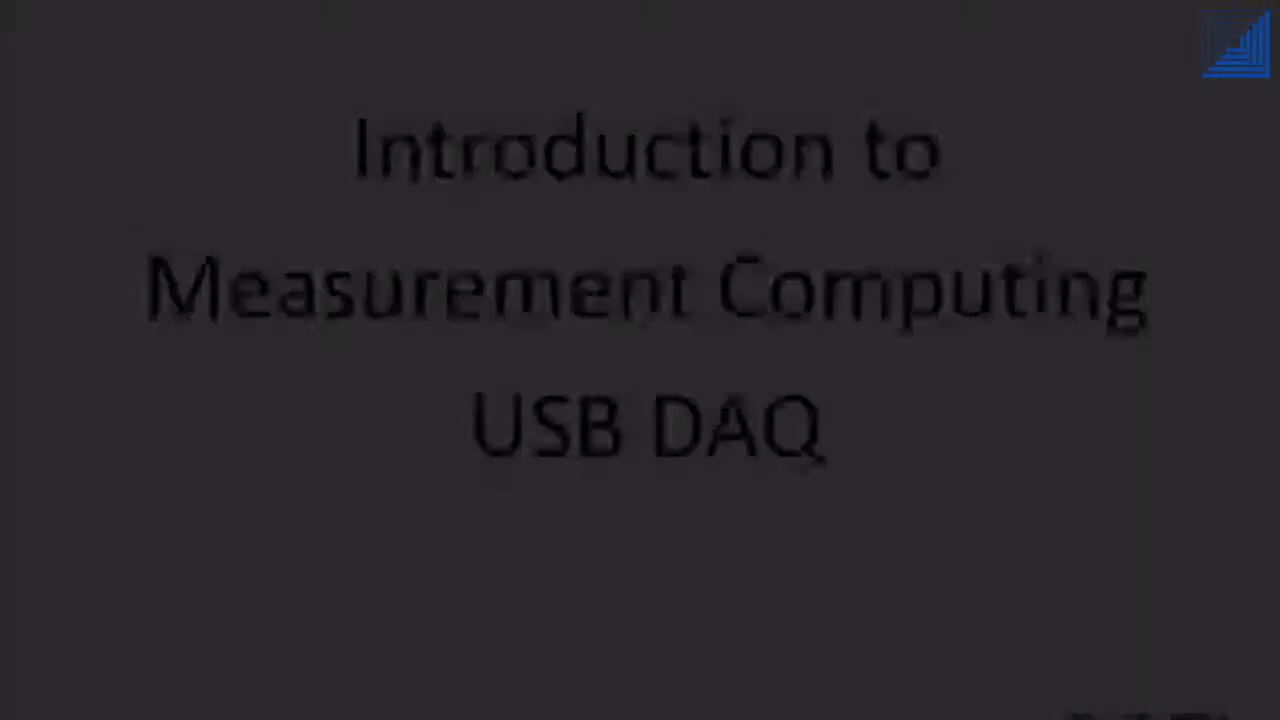 Introduction to
Measurement Computing
USB DAQ